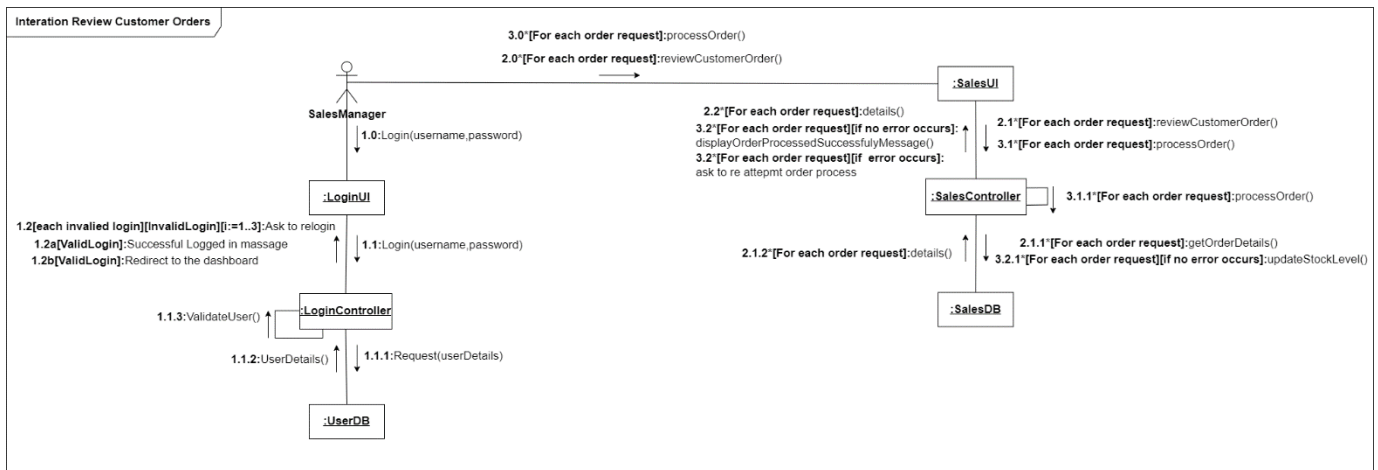 Interation Review Customer Orders
3.0*[For each order request]:processOrder()
2.0*[For each order request]:reviewCustomerOrder()
SalesManager
:SalesUI
1.0:Login(username,password)
2.2*[For each order request]:details()
3.2*[For each order request][if no error occurs]:
displayOrderProcessedSuccessfulyMessage()
3.2*[For each order request][if error occurs]:
ask to re attepmt order process
2.1*[For each order request]:reviewCustomerOrder()
3.1*[For each order request]:processOrder()
:LoginUI
:SalesController
3.1.1*[For each order request]:processOrder()
1.2[each invalied login][InvalidLogin][i:=1..3]:Ask to relogin
1.2a[ValidLogin]:Successful Logged in massage
1.2b[ValidLogin]:Redirect to the dashboard
1.1:Login(username,password)
2.1.2*[For each order request]:details()
2.1.1*[For each order request]:getOrderDetails()
3.2.1*[For each order request][if no error occurs]:updateStockLevel()
:LoginController
:SalesDB
1.1.3:ValidateUser()
1.1.2:UserDetails()
1.1.1:Request(userDetails)
:UserDB